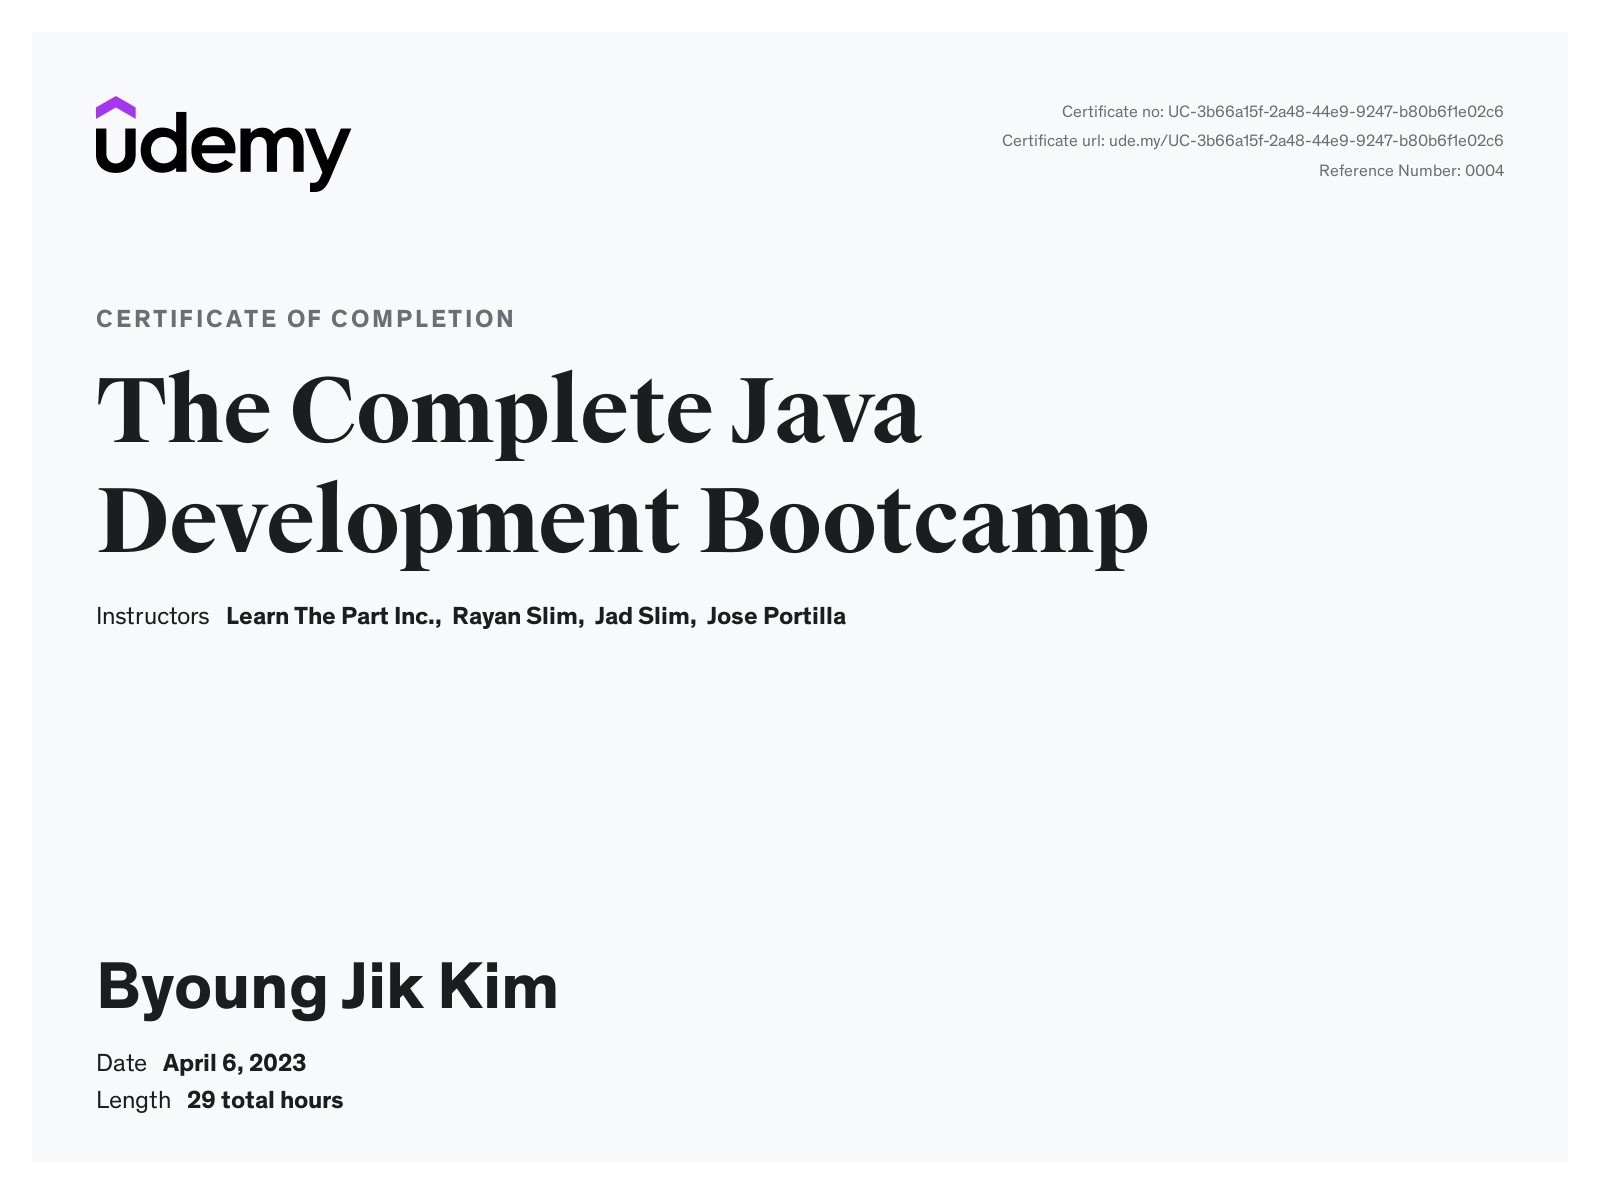 udemy
Certificate no: UC-3b66a15f-2a48-44e9-9247-b80b6f1e02c6
Certificate url: ude.my/UC-3b66a15f-2a48-44e9-9247-b80b6f1e02c6
Reference Number: 0004
CERTIFICATE OF COMPLETION
The Complete Java
Development Bootcamp
Instructors Learn The Part Inc., Rayan Slim, Jad Slim, Jose Portilla
Byoung Jik Kim
Date April 6, 2023
Length 29 total hours